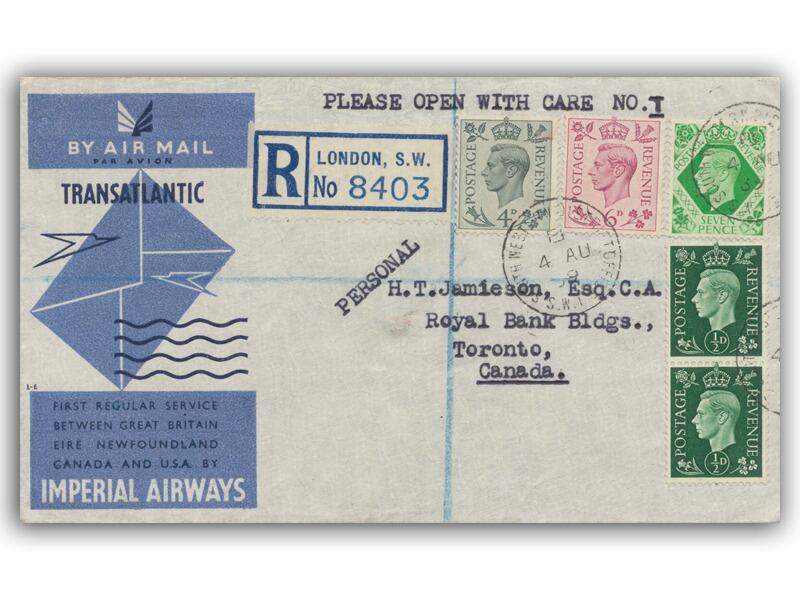 PLEASE OPEN WITH CARE NO.I
BY AIR MAIL
PAR AVION
TRANSATLANTIC
R
LONDON, S.W.
No 8403
POSTAGE
REVENUE
4D
POSTAGE
REVENUE
6D
POSTAGE
REVENUE
SEVEN
PENCE
4 AU
S.W.1
PERSONAL
H.T.Jamieson, Esq.C.A.
Royal Bank Bldgs.,
Toronto,
Canada.
POSTAGE
REVENUE
½D
POSTAGE
REVENUE
½D
L-E
FIRST REGULAR SERVICE
BETWEEN GREAT BRITAIN
EIRE NEWFOUNDLAND
CANADA AND U.S.A. BY
IMPERIAL AIRWAYS